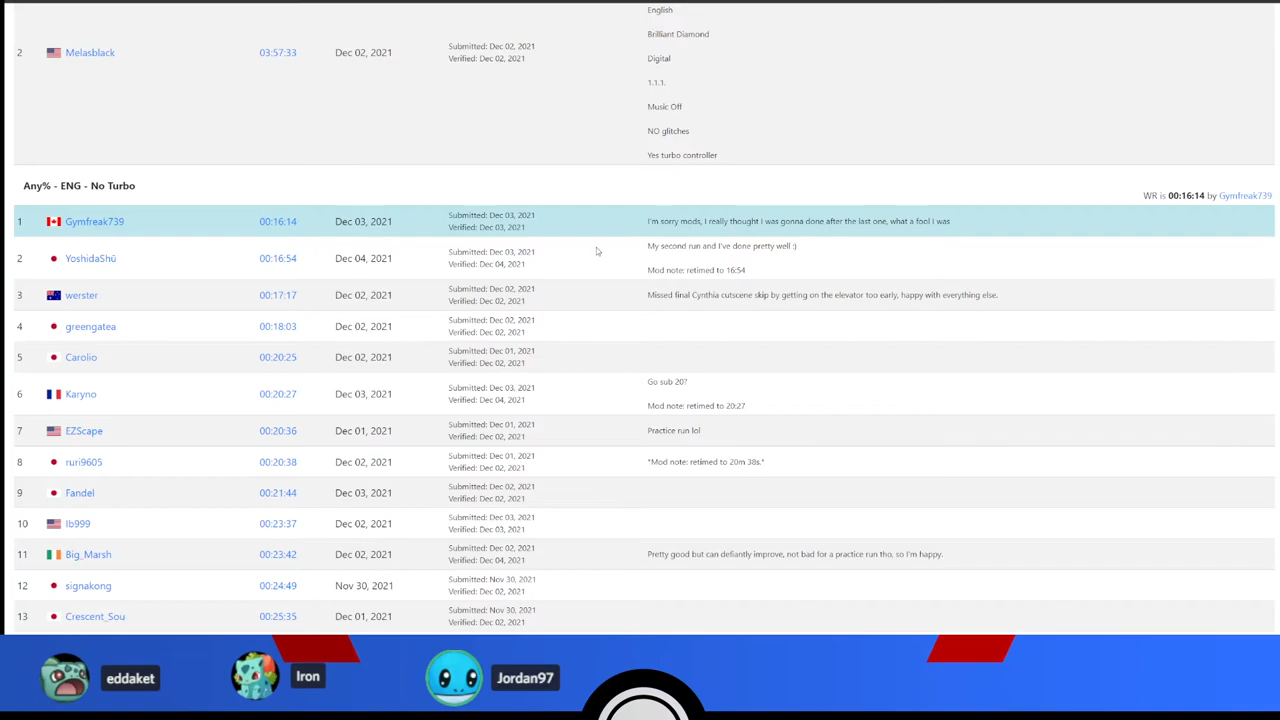 English
2 Melasblack 03:57:33 Dec 02, 2021 Submitted: Dec 02, 2021 Brilliant Diamond
Verified: Dec 02, 2021 Digital
1.1.1.
Music Off
NO glitches
Yes turbo controller
Any% - ENG - No Turbo
WR is 00:16:14 by Gymfreak739
1 Gymfreak739 00:16:14 Dec 03, 2021 Submitted: Dec 03, 2021 I'm sorry mods, I really thought I was gonna done after the last one, what a fool I was
Verified: Dec 03, 2021
2 YoshidaShū 00:16:54 Dec 04, 2021 Submitted: Dec 03, 2021 My second run and I've done pretty well :)
Verified: Dec 04, 2021 Mod note: retimed to 16:54
3 werster 00:17:17 Dec 02, 2021 Submitted: Dec 02, 2021 Missed final Cynthia cutscene skip by getting on the elevator too early, happy with everything else.
Verified: Dec 02, 2021
4 greengatea 00:18:03 Dec 02, 2021 Submitted: Dec 02, 2021
Verified: Dec 02, 2021
5 Carolio 00:20:25 Dec 02, 2021 Submitted: Dec 01, 2021
Verified: Dec 02, 2021
6 Karyno 00:20:27 Dec 03, 2021 Submitted: Dec 03, 2021 Go sub 20?
Verified: Dec 04, 2021 Mod note: retimed to 20:27
7 EZScape 00:20:36 Dec 01, 2021 Submitted: Dec 01, 2021 Practice run lol
Verified: Dec 02, 2021
8 ruri9605 00:20:38 Dec 02, 2021 Submitted: Dec 01, 2021 *Mod note: retimed to 20m 38s.*
Verified: Dec 02, 2021
9 Fandel 00:21:44 Dec 03, 2021 Submitted: Dec 02, 2021
Verified: Dec 03, 2021
10 lb999 00:23:37 Dec 02, 2021 Submitted: Dec 03, 2021
Verified: Dec 03, 2021
11 Big_Marsh 00:23:42 Dec 02, 2021 Submitted: Dec 02, 2021 Pretty good but can defiantly improve, not bad for a practice run tho, so I'm happy.
Verified: Dec 04, 2021
12 signakong 00:24:49 Nov 30, 2021 Submitted: Nov 30, 2021
Verified: Dec 02, 2021
13 Crescent_Sou 00:25:35 Dec 01, 2021 Submitted: Nov 30, 2021
Verified: Dec 02, 2021
eddaket Iron Jordan97